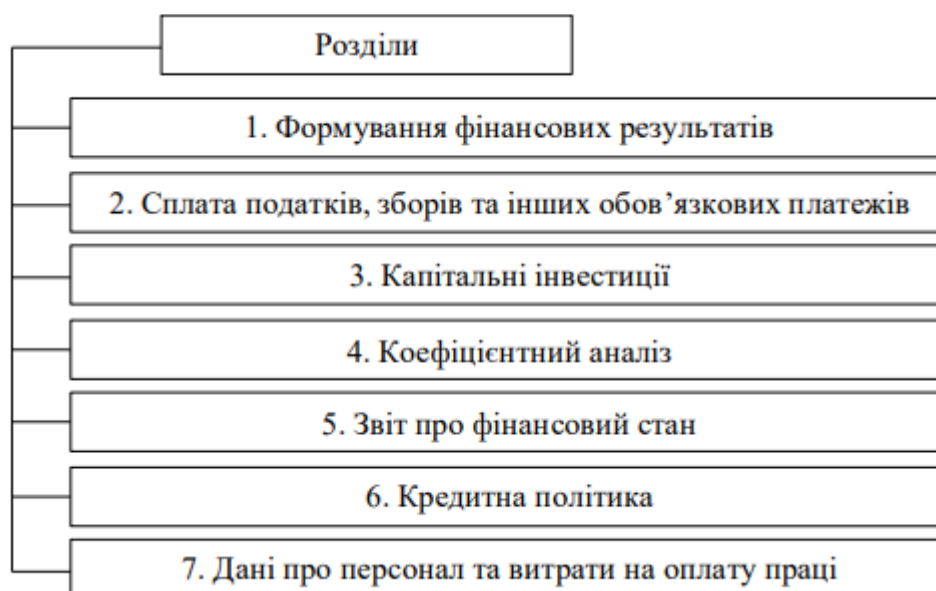 Розділи
1. Формування фінансових результатів
2. Сплата податків, зборів та інших обов’язкових платежів
3. Капітальні інвестиції
4. Коефіцієнтний аналіз
5. Звіт про фінансовий стан
6. Кредитна політика
7. Дані про персонал та витрати на оплату праці